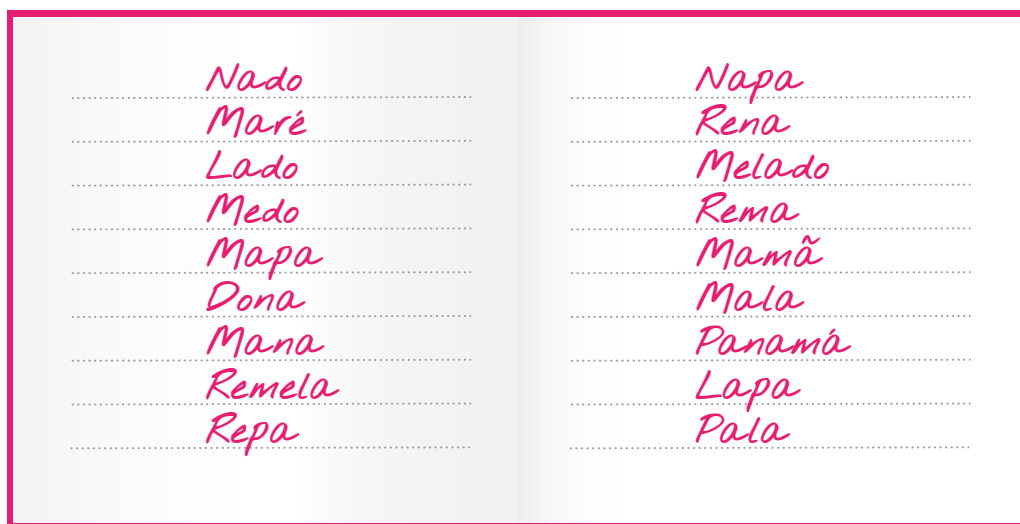 Nado
Maré
Lado
Medo
Mapa
Dona
Mana
Remela
Repa
Napa
Rena
Melado
Rema
Mamã
Mala
Panamá
Lapa
Pala